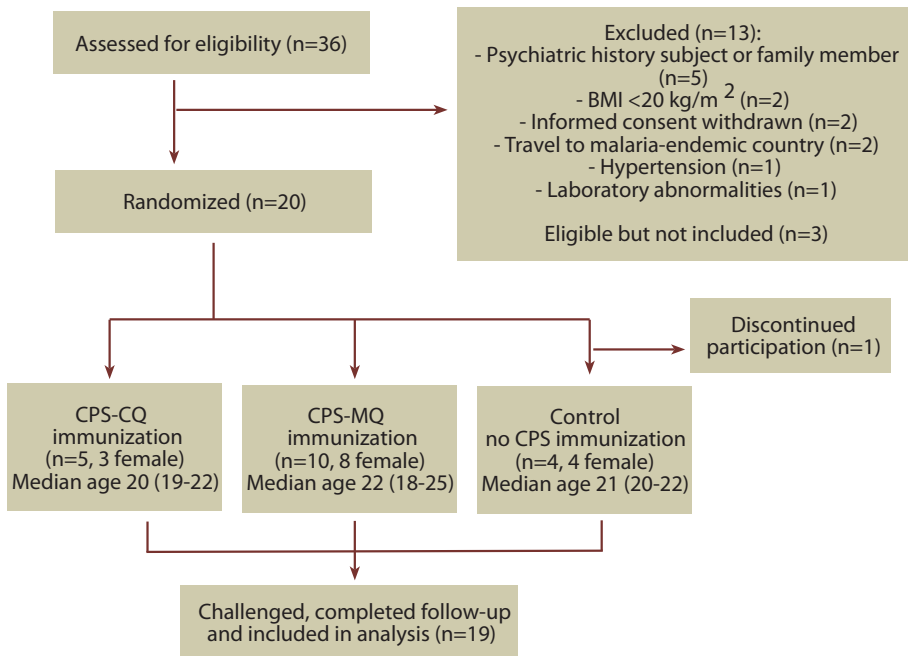 Assessed for eligibility (n=36)
Excluded (n=13):
- Psychiatric history subject or family member
(n=5)
- BMI <20 kg/m 2 (n=2)
- Informed consent withdrawn (n=2)
- Travel to malaria-endemic country (n=2)
- Hypertension (n=1)
- Laboratory abnormalities (n=1)
Eligible but not included (n=3)
Randomized (n=20)
Discontinued
participation (n=1)
CPS-CQ
immunization
(n=5, 3 female)
Median age 20 (19-22)
CPS-MQ
immunization
(n=10, 8 female)
Median age 22 (18-25)
Control
no CPS immunization
(n=4, 4 female)
Median age 21 (20-22)
Challenged, completed follow-up
and included in analysis (n=19)